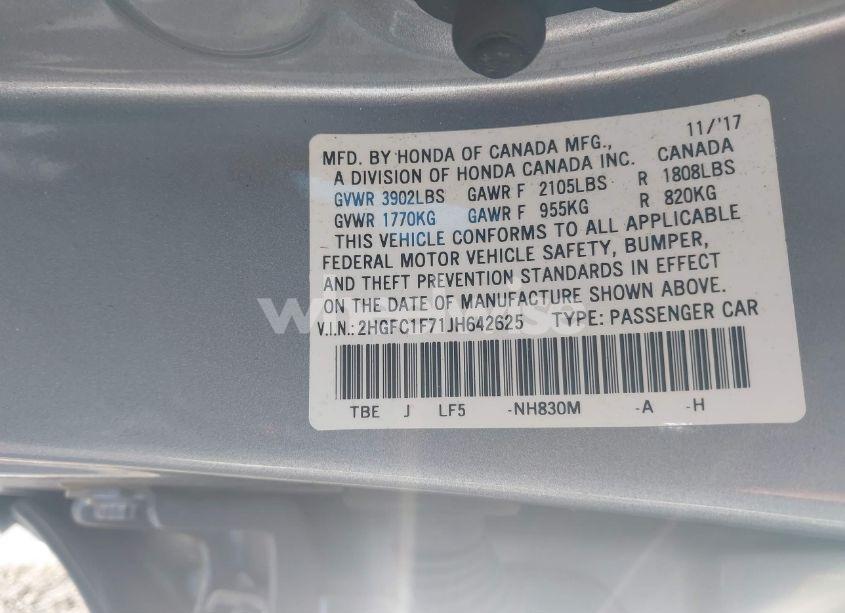 11/'17
MFD. BY HONDA OF CANADA MFG., CANADA
A DIVISION OF HONDA CANADA INC.
GVWR 3902LBS GAWR F 2105LBS R 1808LBS
GVWR 1770KG GAWR F 955KG R 820KG
THIS VEHICLE CONFORMS TO ALL APPLICABLE
FEDERAL MOTOR VEHICLE SAFETY, BUMPER,
AND THEFT PREVENTION STANDARDS IN EFFECT
ON THE DATE OF MANUFACTURE SHOWN ABOVE.
V.I.N.: 2HGFC1F71JH642625 TYPE: PASSENGER CAR
TBE J LF5 -NH830M -A -H